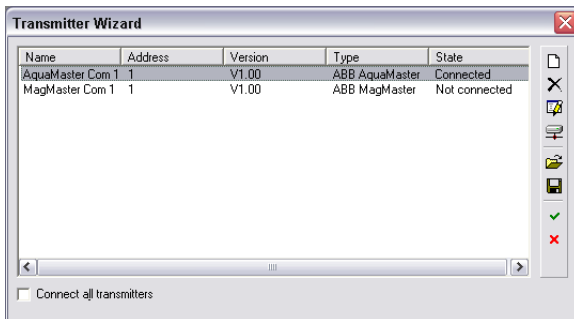 Transmitter Wizard
Name Address Version Type State
AquaMaster Com 1 1 V1.00 ABB AquaMaster Connected
MagMaster Com 1 1 V1.00 ABB MagMaster Not connected
Connect all transmitters